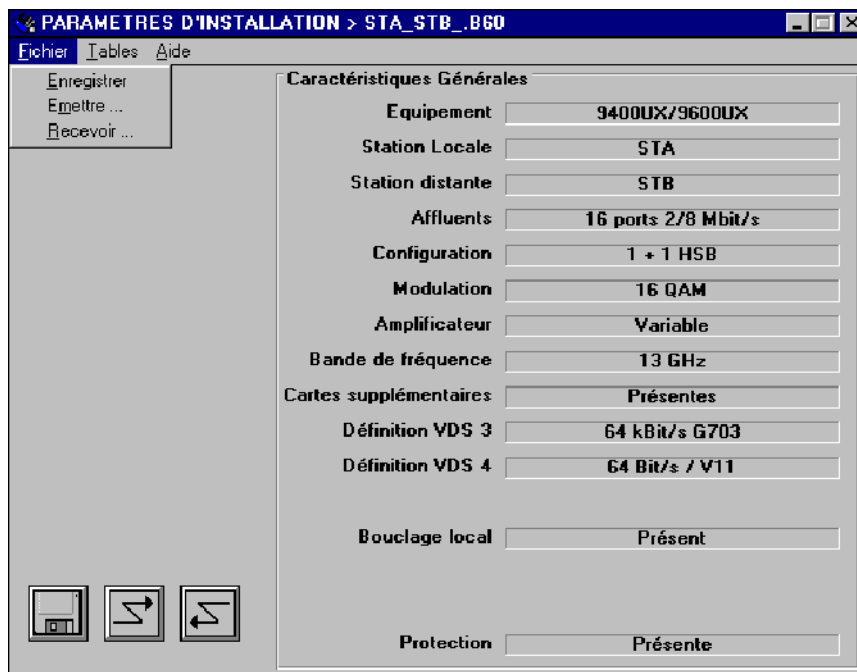 PARAMETRES D'INSTALLATION > STA_STB_.B60
Fichier Tables Aide
Enregistrer
Emettre ...
Recevoir ...
Caractéristiques Générales
Equipement 9400UX/9600UX
Station Locale STA
Station distante STB
Affluents 16 ports 2/8 Mbit/s
Configuration 1 + 1 HSB
Modulation 16 QAM
Amplificateur Variable
Bande de fréquence 13 GHz
Cartes supplémentaires Présentes
Définition VDS 3 64 kBit/s G703
Définition VDS 4 64 Bit/s / V11
Bouclage local Présent
Protection Présente